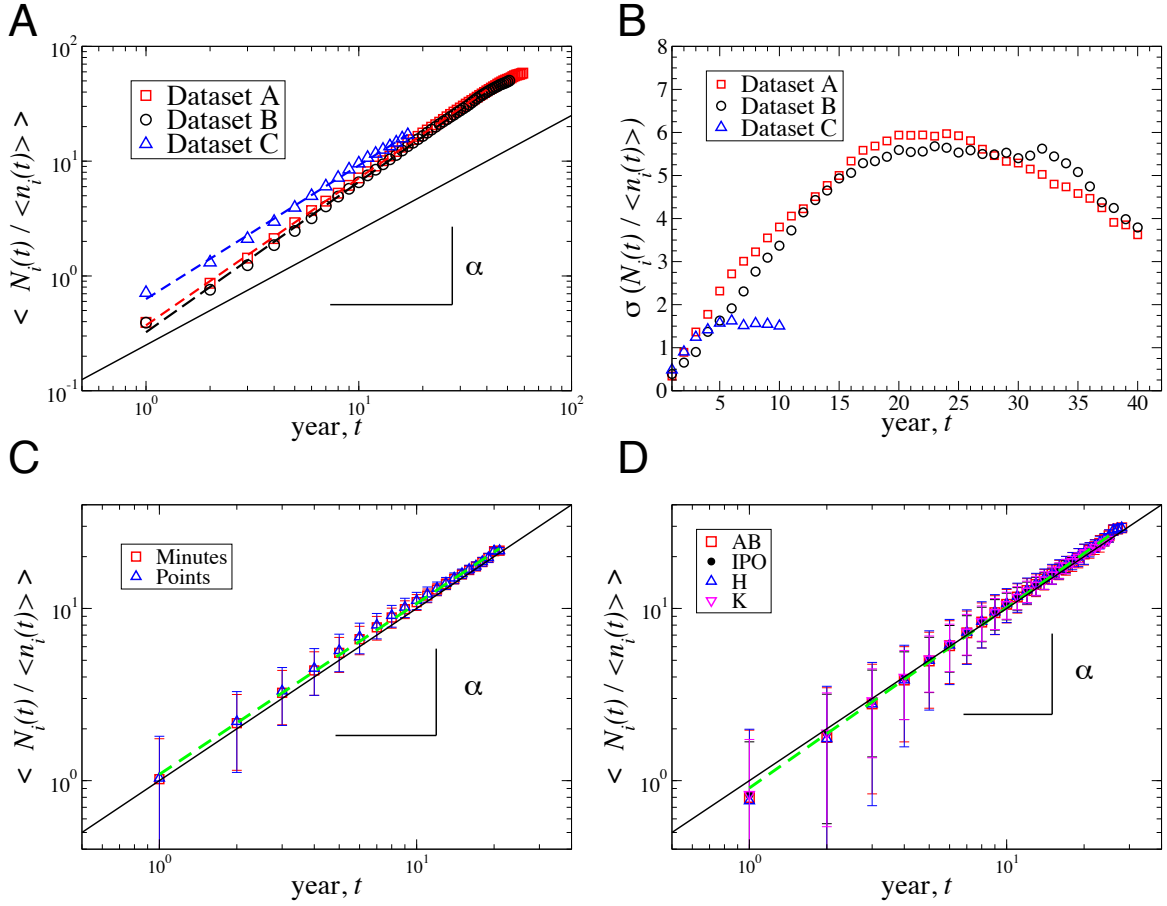 A
< N_i(t) / <n_i(t)> >
10^2
10^1
10^0
10^-1
Dataset A
Dataset B
Dataset C
α
10^0
10^1
10^2
year, t
B
σ (N_i(t) / <n_i(t)>)
8
7
6
5
4
3
2
1
0
Dataset A
Dataset B
Dataset C
5
10
15
20
25
30
35
40
year, t
C
< N_i(t) / <n_i(t)> >
10^1
10^0
Minutes
Points
α
10^0
10^1
year, t
D
< N_i(t) / <n_i(t)> >
10^1
10^0
AB
IPO
H
K
α
10^0
10^1
year, t